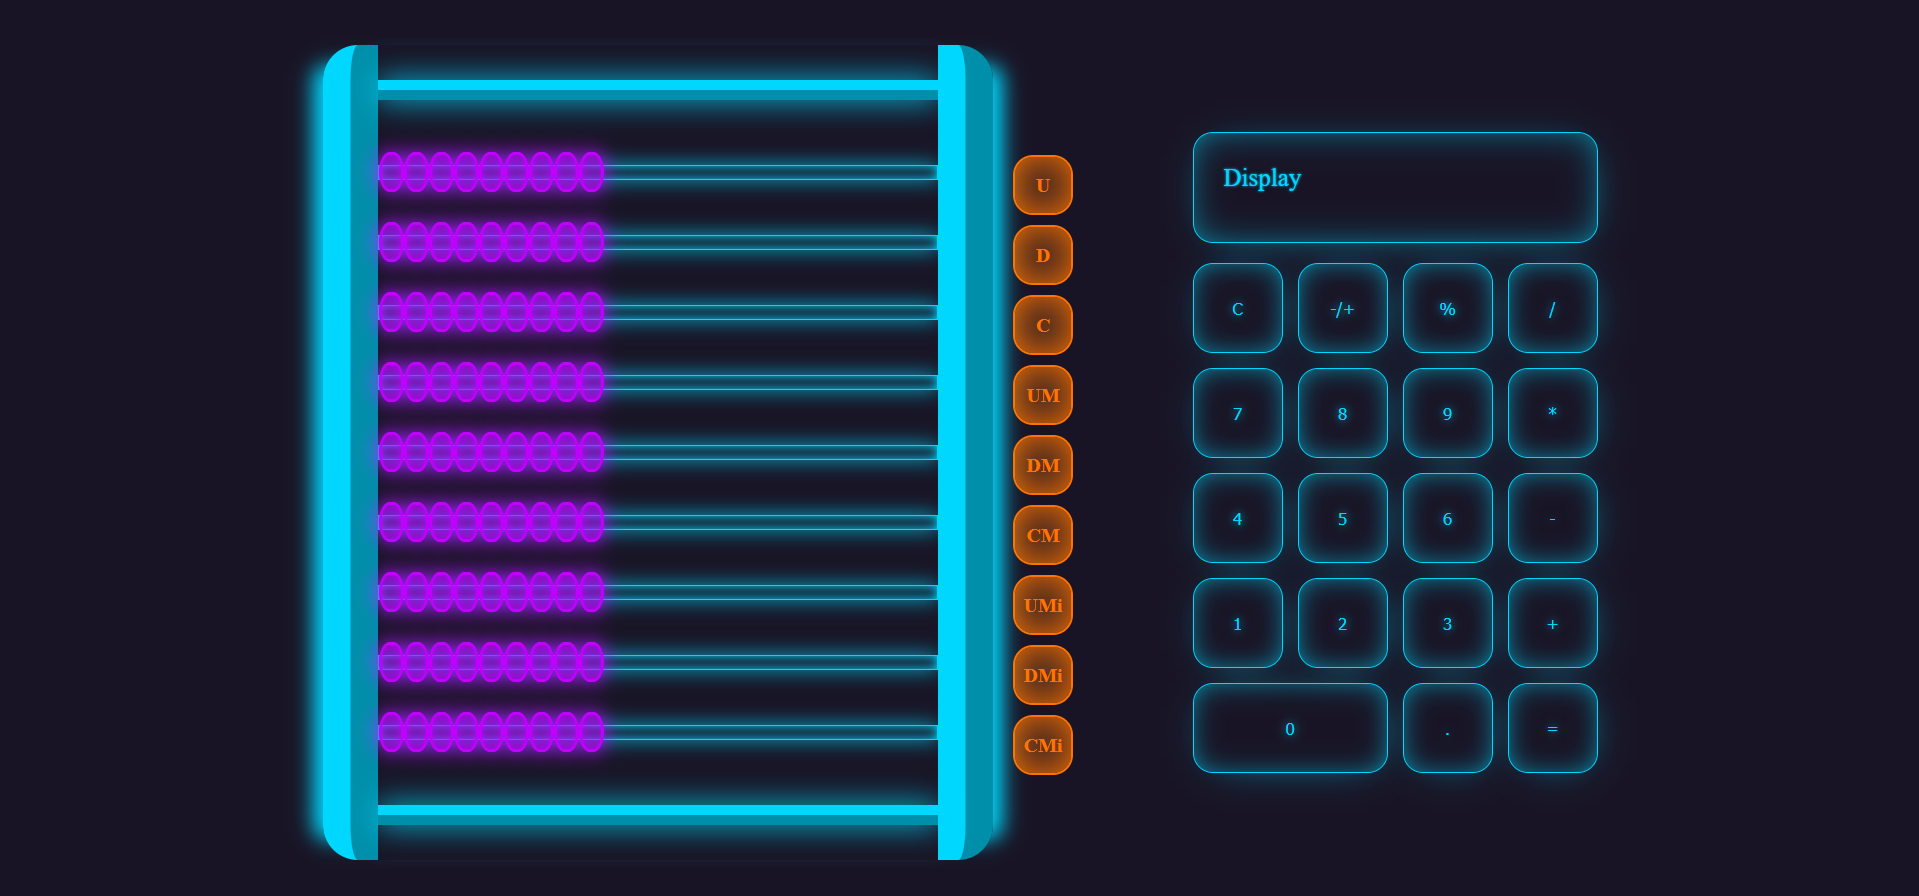 U
D
C
UM
DM
CM
UMi
DMi
CMi
Display
C -/+ % /
7 8 9 *
4 5 6 -
1 2 3 +
0 . =